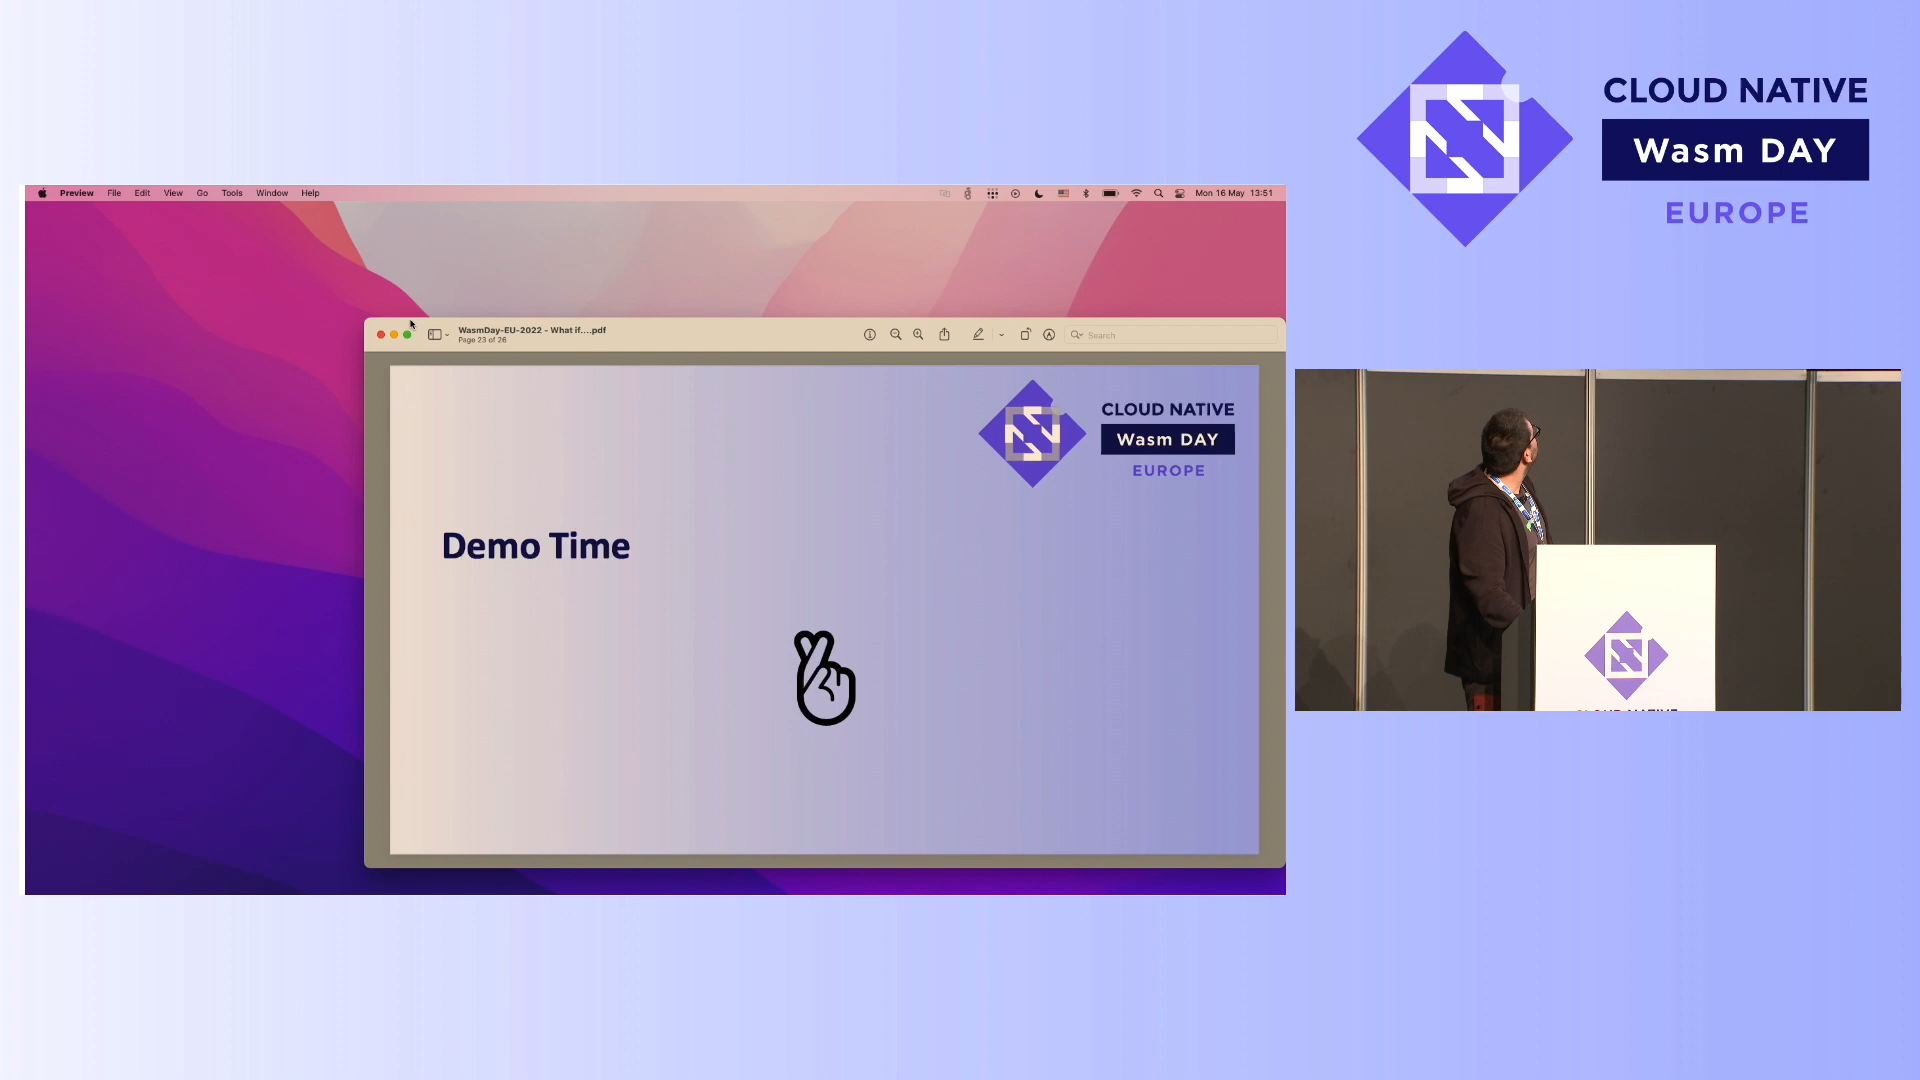 CLOUD NATIVE
Wasm DAY
EUROPE
Preview File Edit View Go Tools Window Help
Mon 16 May 13:51
WasmDay-EU-2022 - What if....pdf
Page 23 of 26
Search
CLOUD NATIVE
Wasm DAY
EUROPE
Demo Time